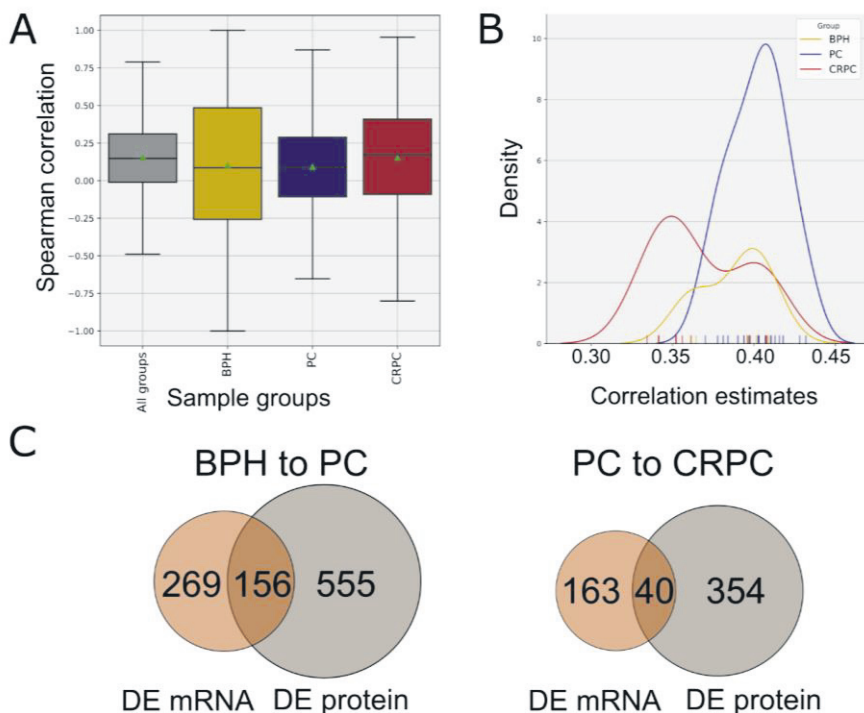 A
Spearman correlation
1.00
0.75
0.50
0.25
0.00
−0.25
−0.50
−0.75
−1.00
All groups
BPH
PC
CRPC
Sample groups
B
Density
10
8
6
4
2
0
Group
BPH
PC
CRPC
0.30
0.35
0.40
0.45
Correlation estimates
C
BPH to PC
269 156 555
DE mRNA DE protein
PC to CRPC
163 40 354
DE mRNA DE protein